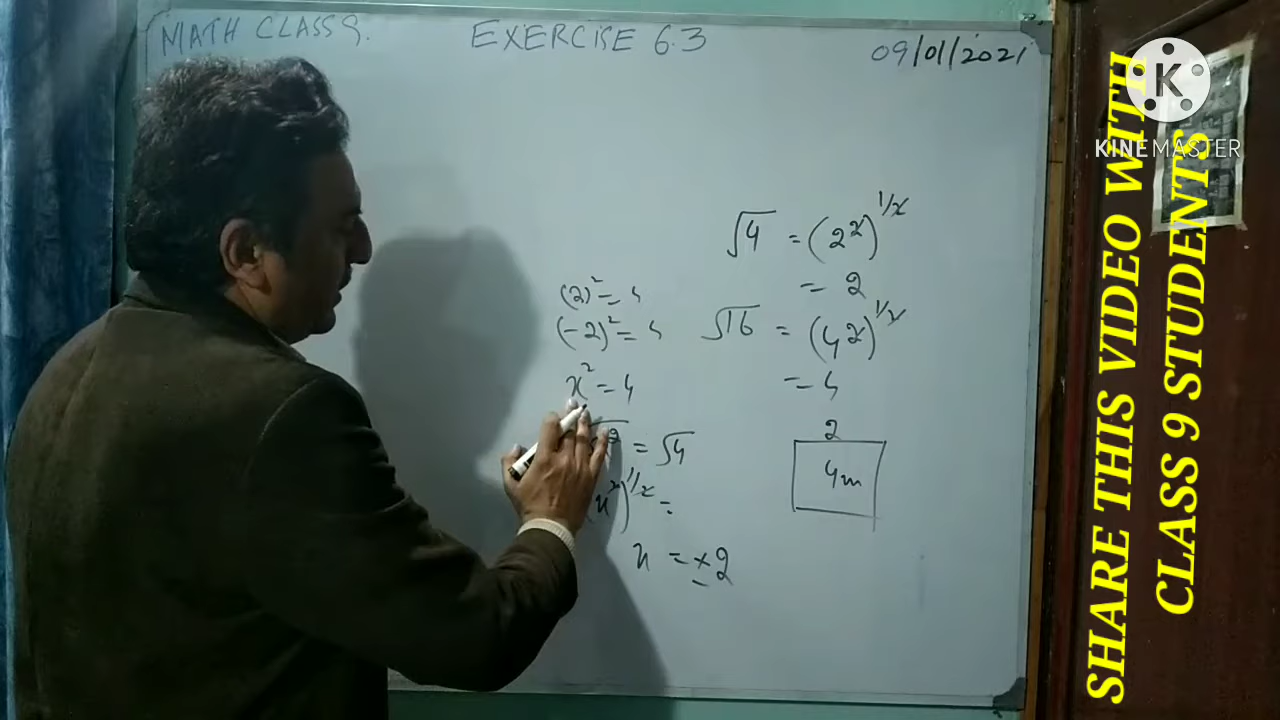 MATH CLASS 9.
EXERCISE 6.3
09/01/2021
√4 = (2²)^1/2
= 2
√16 = (4²)^1/2
= 4
2
4m
(2)² = 4
(-2)² = 4
x² = 4
= √4
(x²)^1/2 =
x = ±2
K
KINEMASTER
SHARE THIS VIDEO WITH
CLASS 9 STUDENTS